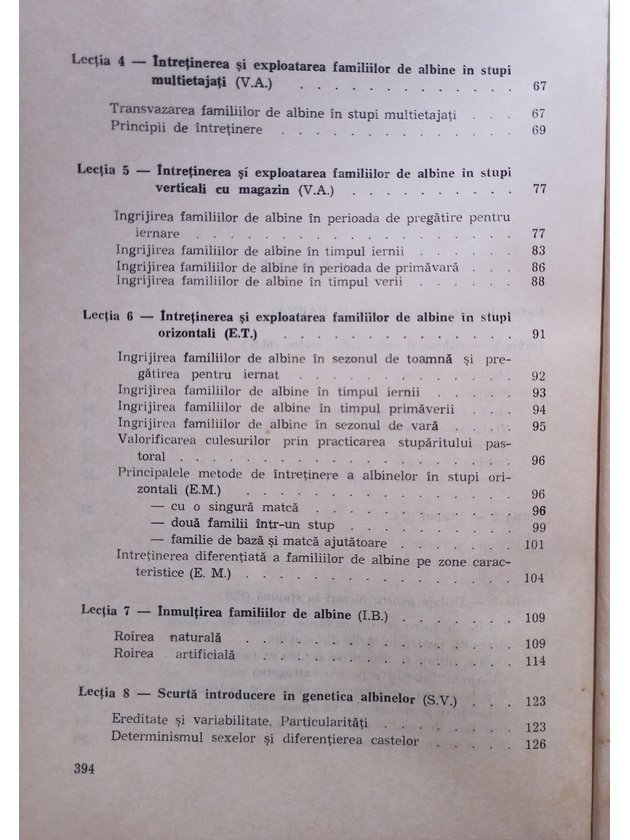 Lecția 4 — Întreținerea și exploatarea familiilor de albine în stupi
multietajați (V.A.) . . . . . . . . . . . . . 67
Transvazarea familiilor de albine în stupi multietajați . . . 67
Principii de întreținere . . . . . . . . . . . . . . 69
Lecția 5 — Întreținerea și exploatarea familiilor de albine în stupi
verticali cu magazin (V.A.) . . . . . . . . . . 77
Ingrijirea familiilor de albine în perioada de pregătire pentru
iernare . . . . . . . . . . . . . . . . . . 77
Ingrijirea familiilor de albine în timpul iernii . . . . . . 83
Ingrijirea familiilor de albine în perioada de primăvară . . . 86
Ingrijirea familiilor de albine în timpul verii . . . . . . 88
Lecția 6 — Întreținerea și exploatarea familiilor de albine în stupi
orizontali (E.T.) . . . . . . . . . . . . . . 91
Ingrijirea familiilor de albine în sezonul de toamnă și pre-
gătirea pentru iernat . . . . . . . . . . . . 92
Ingrijirea familiilor de albine în timpul iernii . . . . . 93
Ingrijirea familiilor de albine în timpul primăverii . . . . 94
Ingrijirea familiilor de albine în sezonul de vară . . . . . 95
Valorificarea culesurilor prin practicarea stupăritului pas-
toral . . . . . . . . . . . . . . . . . . . 96
Principalele metode de întreținere a albinelor în stupi ori-
zontali (E.M.) . . . . . . . . . . . . . . . . 96
— cu o singură matcă . . . . . . . . . . . . 96
— două familii într-un stup . . . . . . . . . . 99
— familie de bază și matcă ajutătoare . . . . . . 101
Intreținerea diferențiată a familiilor de albine pe zone carac-
teristice (E. M.) . . . . . . . . . . . . . . . 104
Lecția 7 — Inmulțirea familiilor de albine (I.B.) . . . . . . 109
Roirea naturală . . . . . . . . . . . . . . . 109
Roirea artificială . . . . . . . . . . . . . . . 114
Lecția 8 — Scurtă introducere în genetica albinelor (S.V.) . . . 123
Ereditate și variabilitate. Particularități . . . . . . . 123
Determinismul sexelor și diferențierea castelor . . . . . 126
394